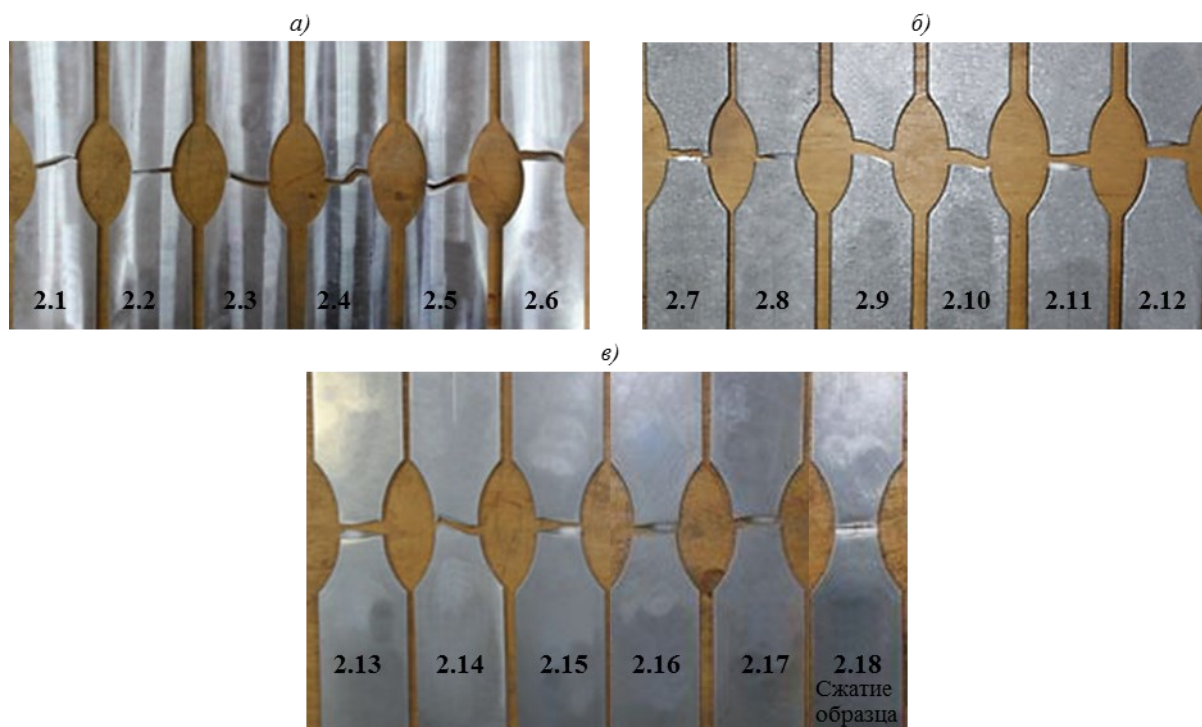 а)
б)
2.1 2.2 2.3 2.4 2.5 2.6
2.7 2.8 2.9 2.10 2.11 2.12
в)
2.13 2.14 2.15 2.16 2.17 2.18
Сжатие
образца